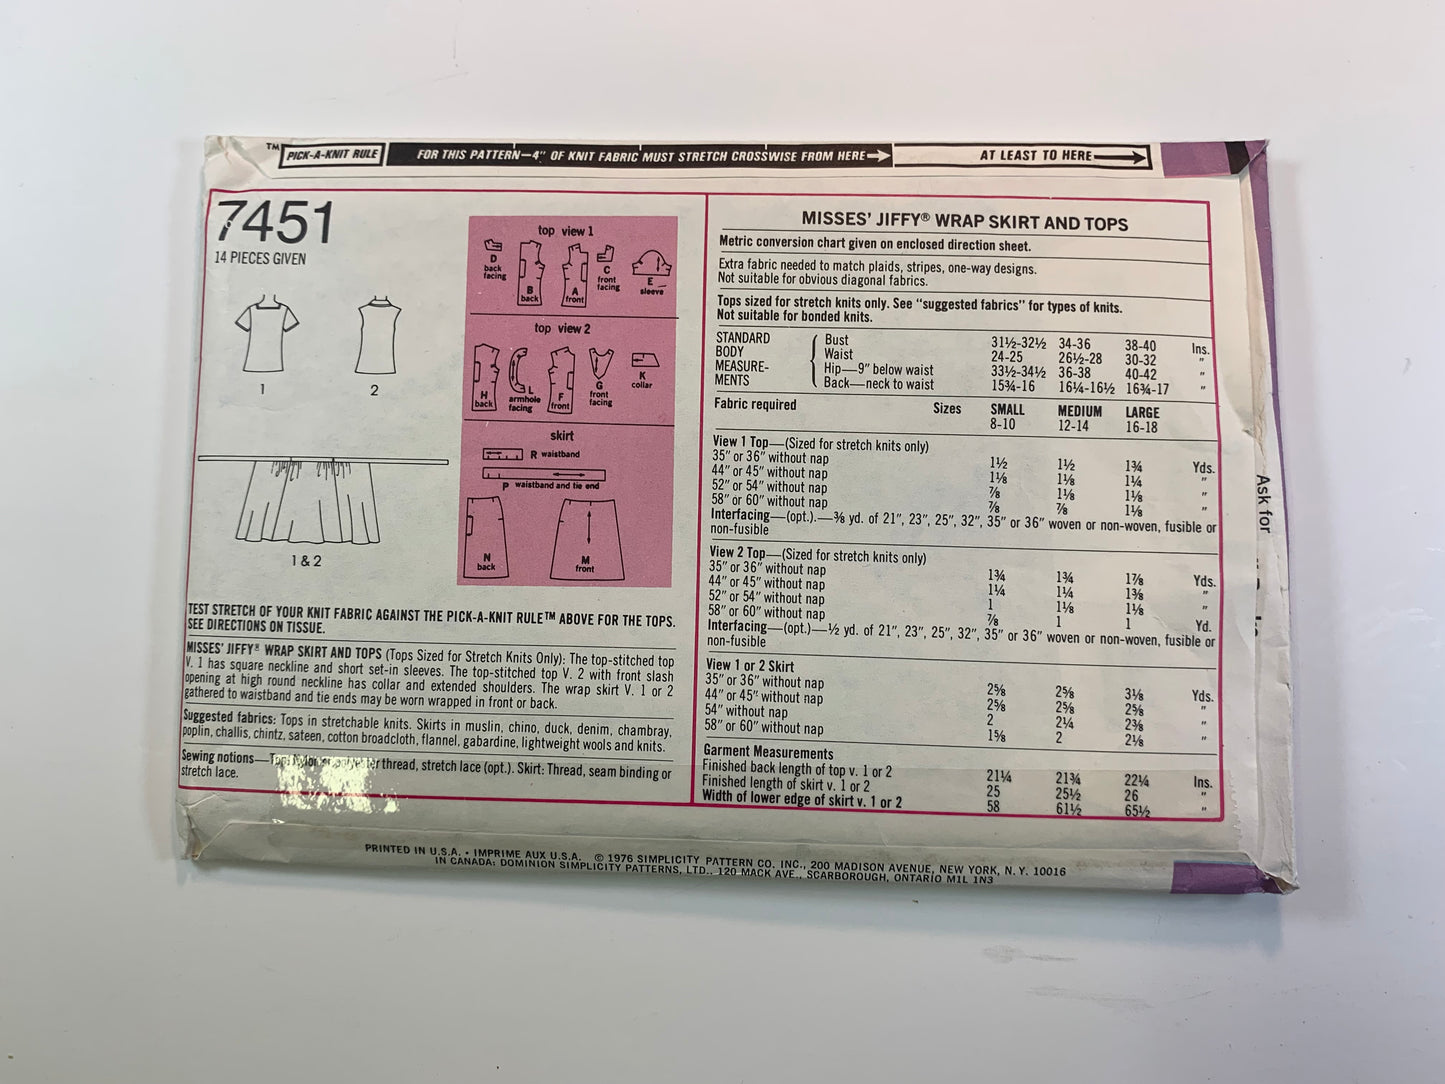 TM PICK-A-KNIT RULE FOR THIS PATTERN—4" OF KNIT FABRIC MUST STRETCH CROSSWISE FROM HERE AT LEAST TO HERE
7451
14 PIECES GIVEN
1
2
1 & 2
top view 1
D
back
facing
B
back
A
front
C
front
facing
E
sleeve
top view 2
H
back
L
armhole
facing
F
front
G
front
facing
K
collar
skirt
R waistband
P waistband and tie end
N
back
M
front
TEST STRETCH OF YOUR KNIT FABRIC AGAINST THE PICK-A-KNIT RULE™ ABOVE FOR THE TOPS.
SEE DIRECTIONS ON TISSUE.
MISSES' JIFFY® WRAP SKIRT AND TOPS (Tops Sized for Stretch Knits Only): The top-stitched top
V. 1 has square neckline and short set-in sleeves. The top-stitched top V. 2 with front slash
opening at high round neckline has collar and extended shoulders. The wrap skirt V. 1 or 2
gathered to waistband and tie ends may be worn wrapped in front or back.
Suggested fabrics: Tops in stretchable knits. Skirts in muslin, chino, duck, denim, chambray,
poplin, challis, chintz, sateen, cotton broadcloth, flannel, gabardine, lightweight wools and knits.
Sewing notions—Top: Nylon or polyester thread, stretch lace (opt.). Skirt: Thread, seam binding or
stretch lace.
MISSES' JIFFY® WRAP SKIRT AND TOPS
Metric conversion chart given on enclosed direction sheet.
Extra fabric needed to match plaids, stripes, one-way designs.
Not suitable for obvious diagonal fabrics.
Tops sized for stretch knits only. See "suggested fabrics" for types of knits.
Not suitable for bonded knits.
STANDARD BODY MEASURE-MENTS
Bust 31½-32½ 34-36 38-40 Ins.
Waist 24-25 26½-28 30-32 "
Hip—9" below waist 33½-34½ 36-38 40-42 "
Back—neck to waist 15¾-16 16¼-16½ 16¾-17 "
Fabric required Sizes SMALL MEDIUM LARGE
8-10 12-14 16-18
View 1 Top—(Sized for stretch knits only)
35" or 36" without nap 1½ 1½ 1¾ Yds.
44" or 45" without nap 1⅛ 1⅛ 1¼ "
52" or 54" without nap ⅞ 1⅛ 1⅛ "
58" or 60" without nap ⅞ ⅞ 1⅛ "
Interfacing—(opt.).—⅜ yd. of 21", 23", 25", 32", 35" or 36" woven or non-woven, fusible or
non-fusible
View 2 Top—(Sized for stretch knits only)
35" or 36" without nap 1¾ 1¾ 1⅞ Yds.
44" or 45" without nap 1¼ 1¼ 1⅜ "
52" or 54" without nap 1 1⅛ 1⅛ "
58" or 60" without nap ⅞ 1 1 Yd.
Interfacing—(opt.)—½ yd. of 21", 23", 25", 32", 35" or 36" woven or non-woven, fusible or
non-fusible
View 1 or 2 Skirt
35" or 36" without nap 2⅝ 2⅝ 3⅛ Yds.
44" or 45" without nap 2⅝ 2⅝ 2⅝ "
54" without nap 2 2¼ 2⅜ "
58" or 60" without nap 1⅝ 2 2⅛ "
Garment Measurements
Finished back length of top v. 1 or 2 21¼ 21¾ 22¼ Ins.
Finished length of skirt v. 1 or 2 25 25½ 26 "
Width of lower edge of skirt v. 1 or 2 58 61½ 65½ "
PRINTED IN U.S.A. • IMPRIME AUX U.S.A. © 1976 SIMPLICITY PATTERN CO. INC., 200 MADISON AVENUE, NEW YORK, N. Y. 10016
IN CANADA: DOMINION SIMPLICITY PATTERNS, LTD., 120 MACK AVE., SCARBOROUGH, ONTARIO M1L 1N3
Ask for